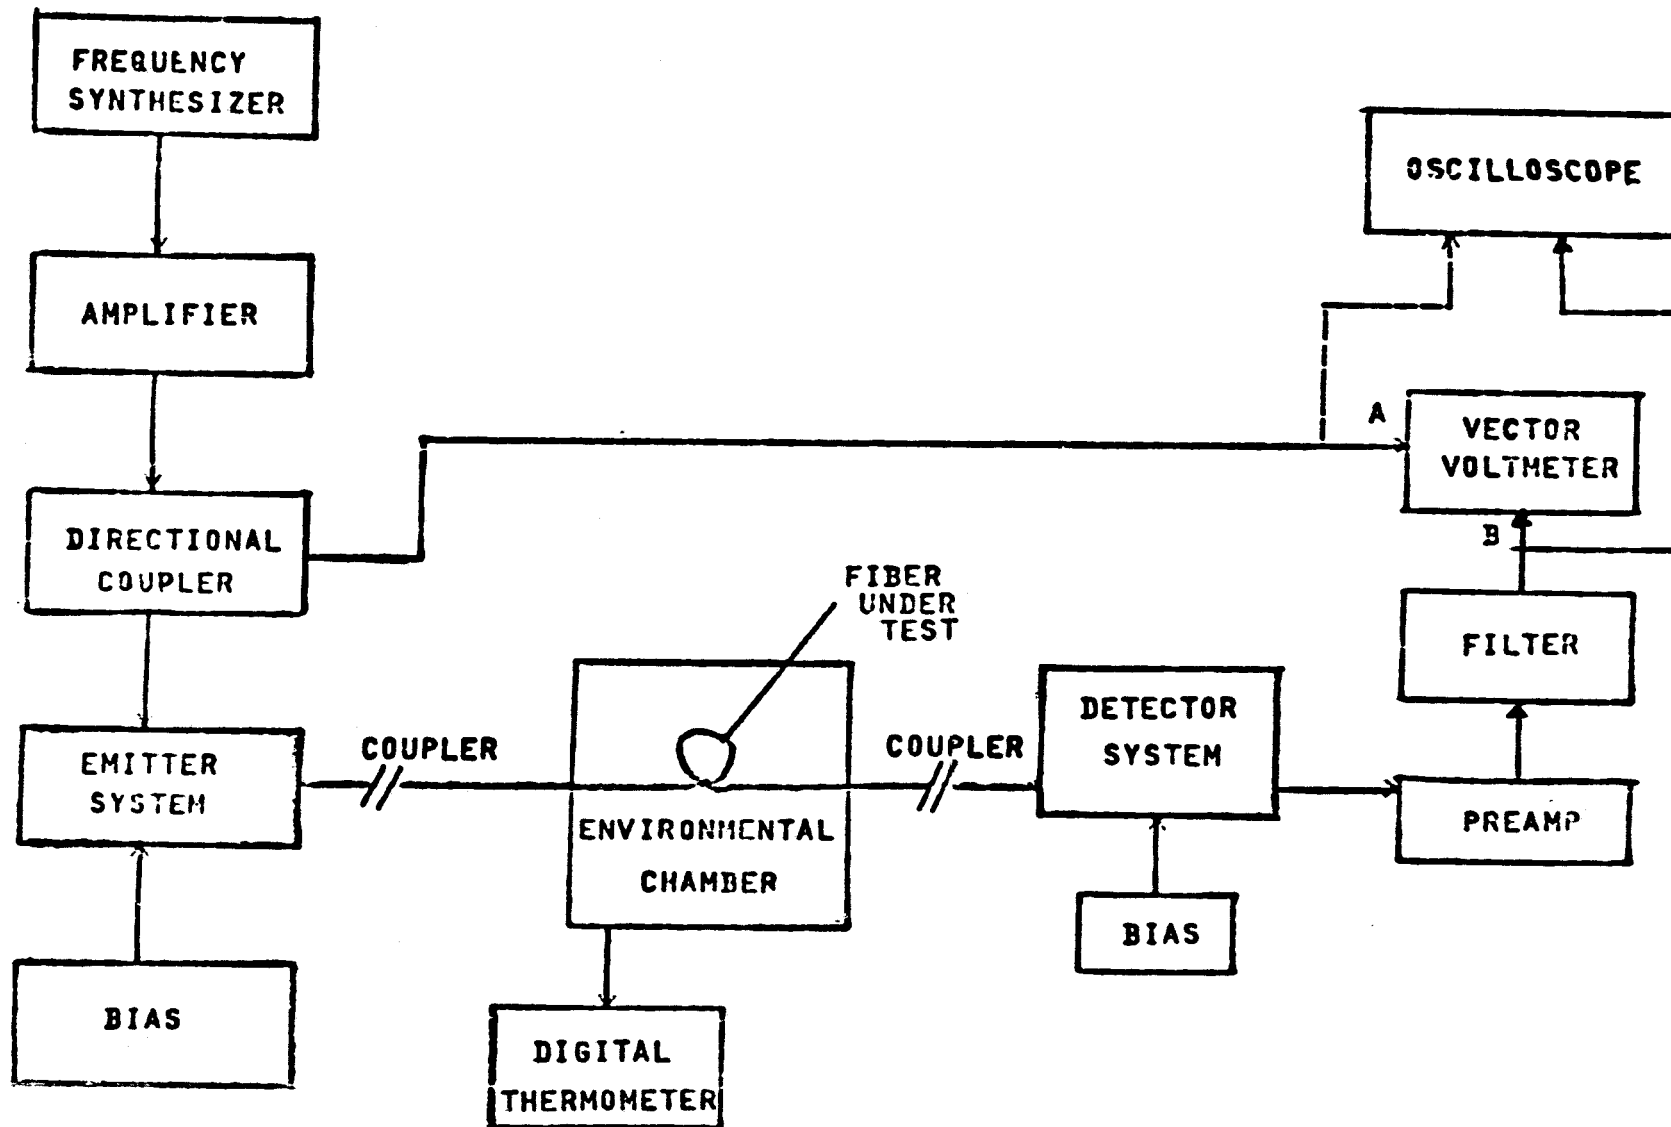 FREQUENCY
SYNTHESIZER
OSCILLOSCOPE
AMPLIFIER
A
VECTOR
VOLTMETER
B
DIRECTIONAL
COUPLER
FIBER
UNDER
TEST
FILTER
EMITTER
SYSTEM
COUPLER
COUPLER
DETECTOR
SYSTEM
ENVIRONMENTAL
CHAMBER
PREAMP
BIAS
BIAS
DIGITAL
THERMOMETER